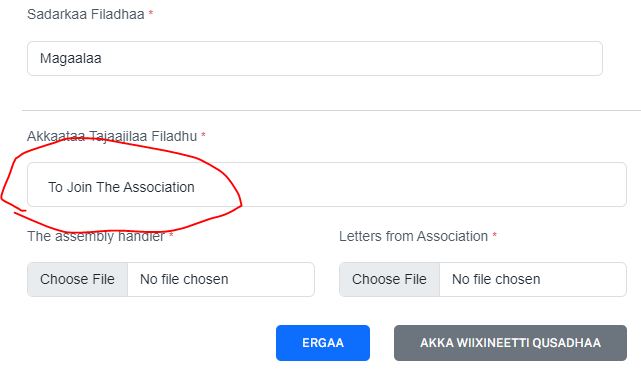 Sadarkaa Filadhaa *
Magaalaa
Akkaataa Tajaajilaa Filadhu *
To Join The Association
The assembly handler * Letters from Association *
Choose File No file chosen Choose File No file chosen
ERGAA AKKA WIIXINEETTI QUSADHAA